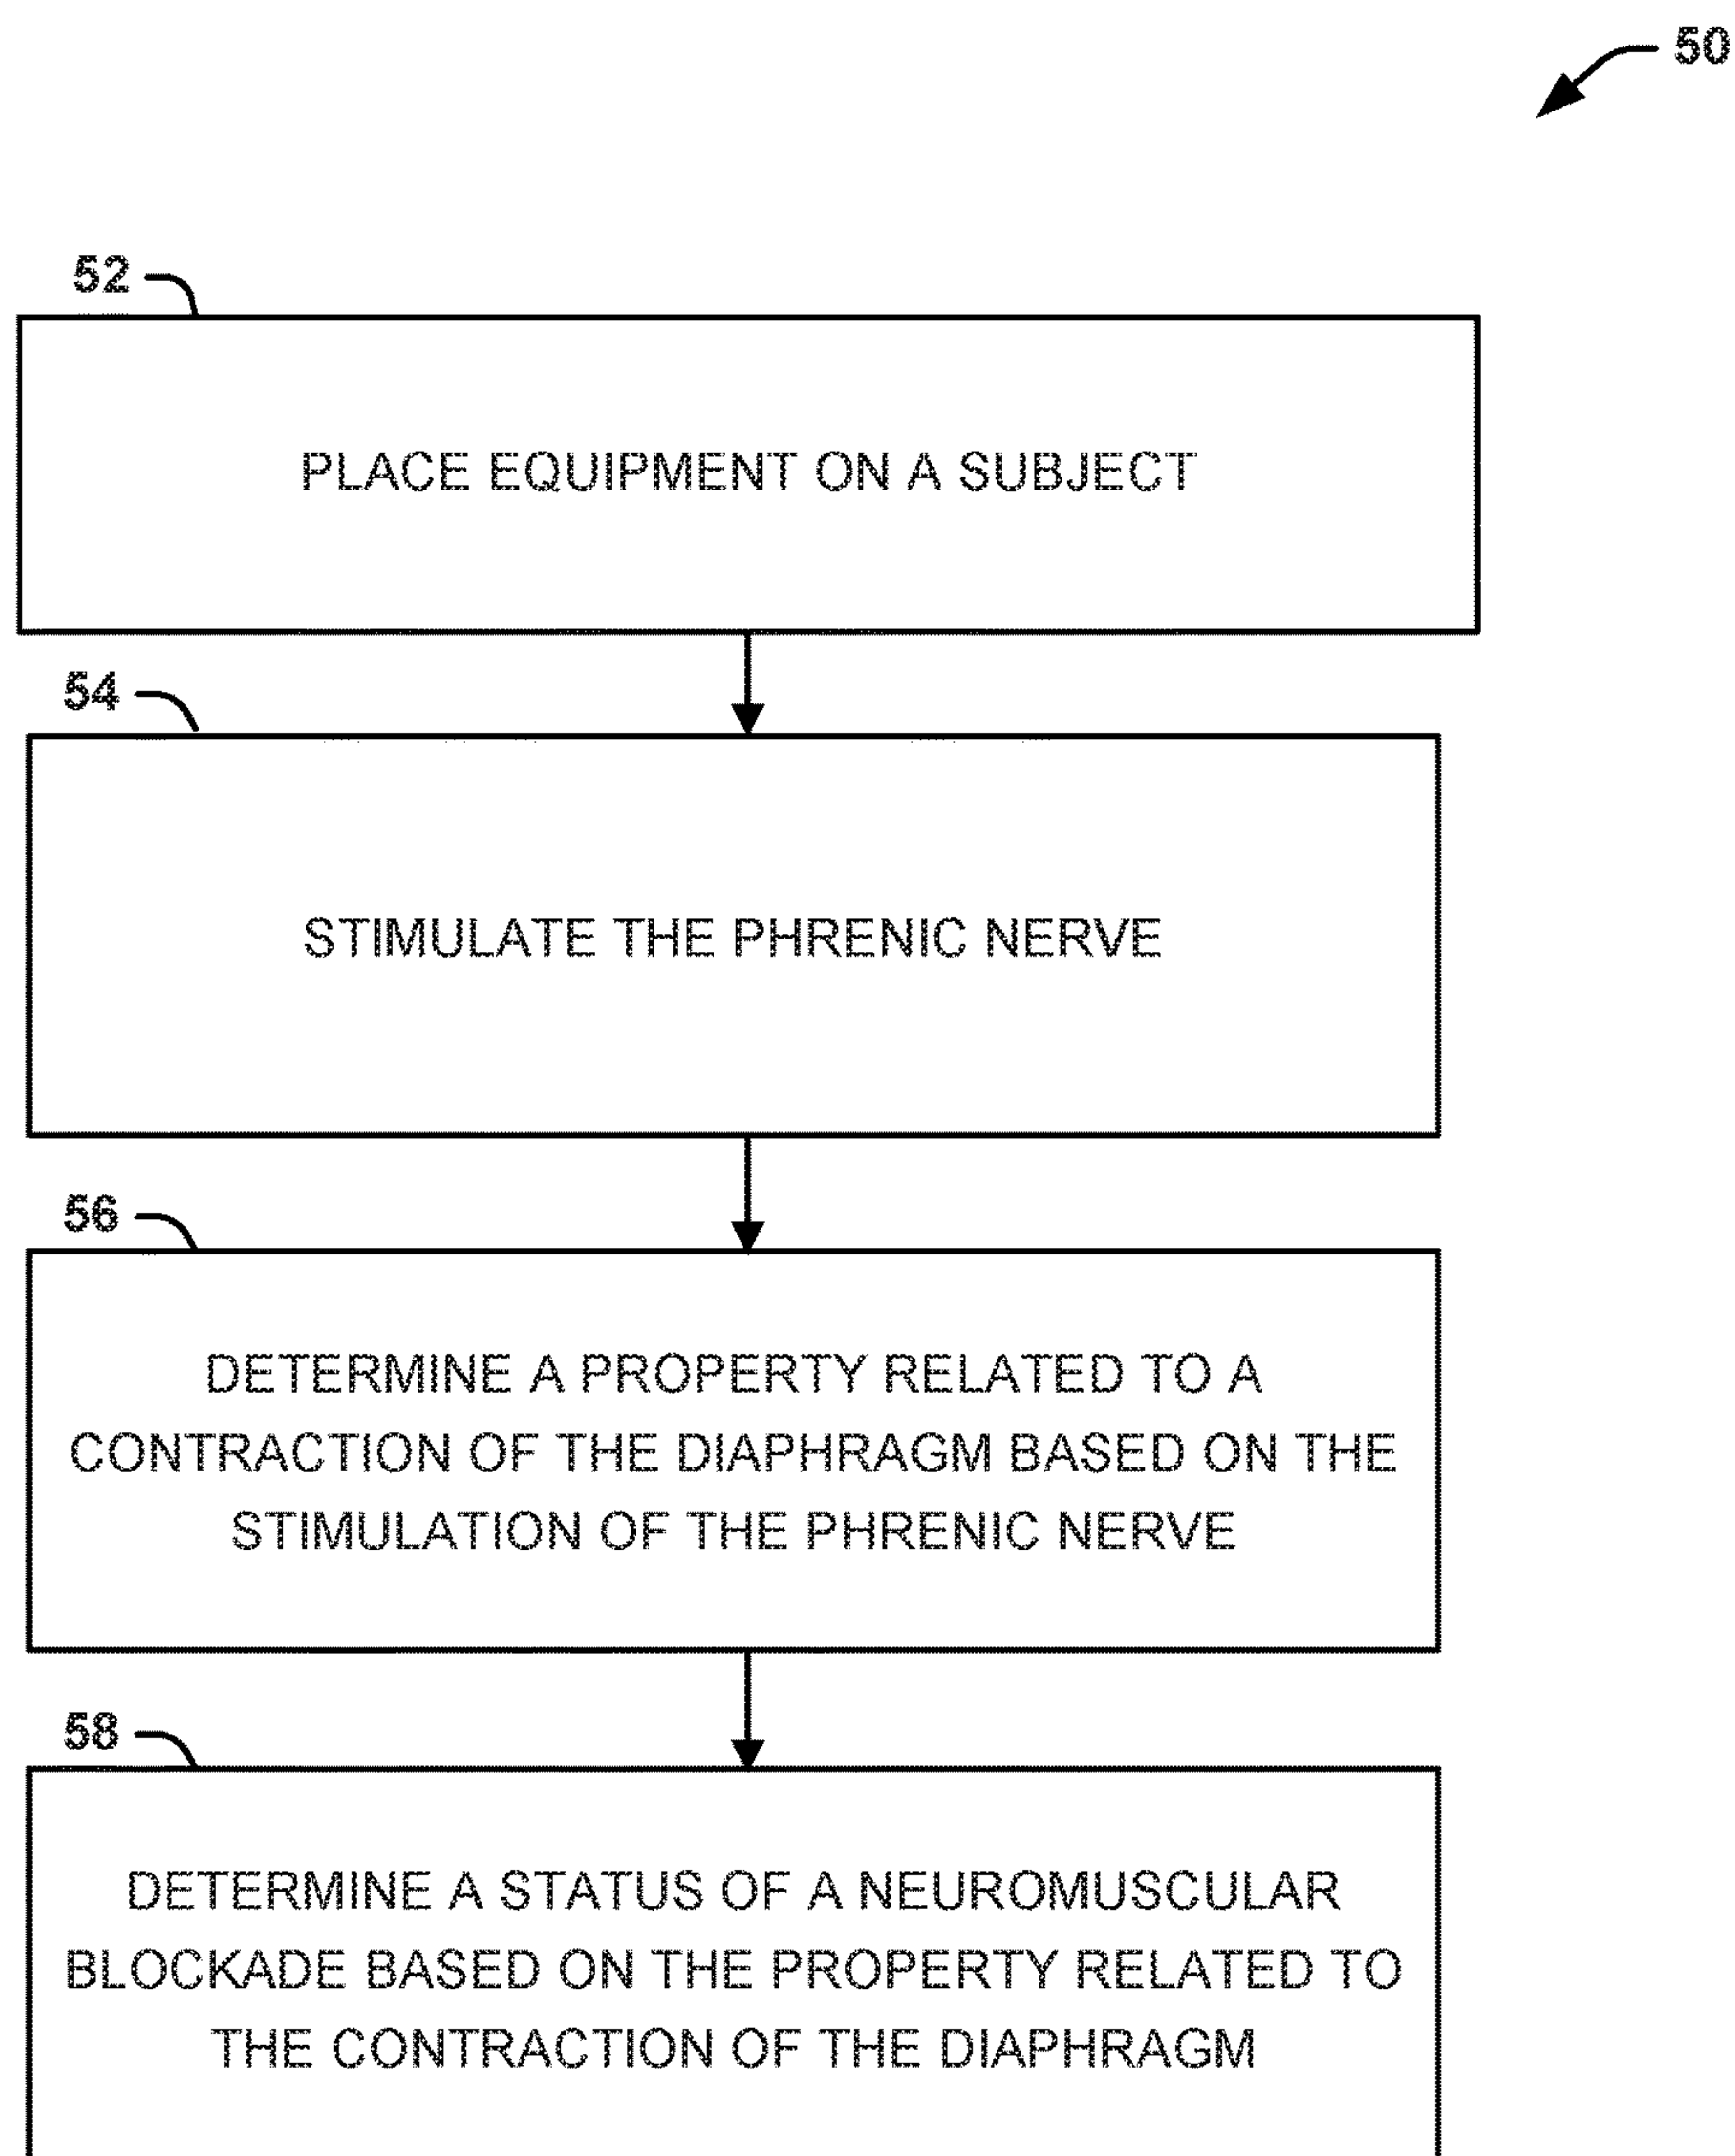 50
52
PLACE EQUIPMENT ON A SUBJECT
54
STIMULATE THE PHRENIC NERVE
56
DETERMINE A PROPERTY RELATED TO A
CONTRACTION OF THE DIAPHRAGM BASED ON THE
STIMULATION OF THE PHRENIC NERVE
58
DETERMINE A STATUS OF A NEUROMUSCULAR
BLOCKADE BASED ON THE PROPERTY RELATED TO
THE CONTRACTION OF THE DIAPHRAGM